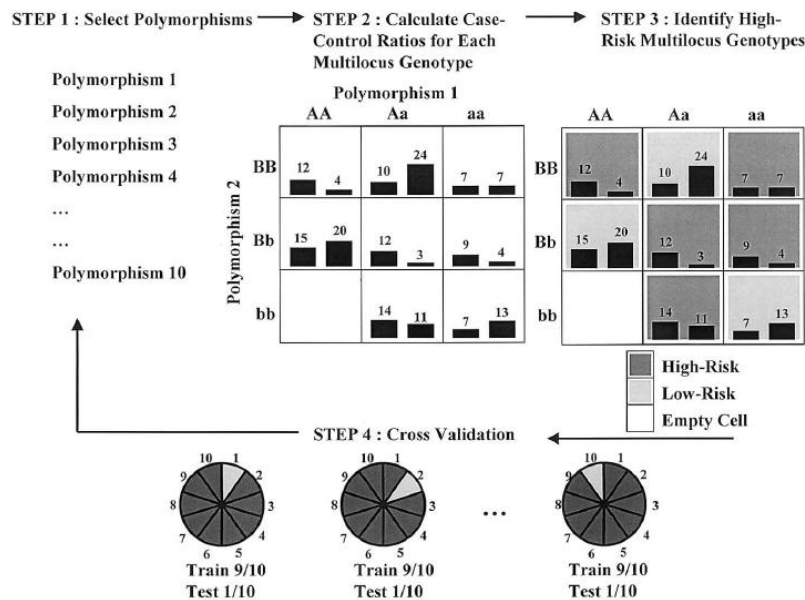 STEP 1 : Select Polymorphisms
STEP 2 : Calculate Case-
Control Ratios for Each
Multilocus Genotype
STEP 3 : Identify High-
Risk Multilocus Genotypes
Polymorphism 1
Polymorphism 2
Polymorphism 3
Polymorphism 4
...
...
Polymorphism 10
Polymorphism 1
AA Aa aa
Polymorphism 2
BB 12 4 10 24 7 7
Bb 15 20 12 3 9 4
bb 14 11 7 13
AA Aa aa
BB 12 4 10 24 7 7
Bb 15 20 12 3 9 4
bb 14 11 7 13
High-Risk
Low-Risk
Empty Cell
STEP 4 : Cross Validation
1 2 3 4 5 6 7 8 9 10
Train 9/10
Test 1/10
1 2 3 4 5 6 7 8 9 10
Train 9/10
Test 1/10
...
1 2 3 4 5 6 7 8 9 10
Train 9/10
Test 1/10